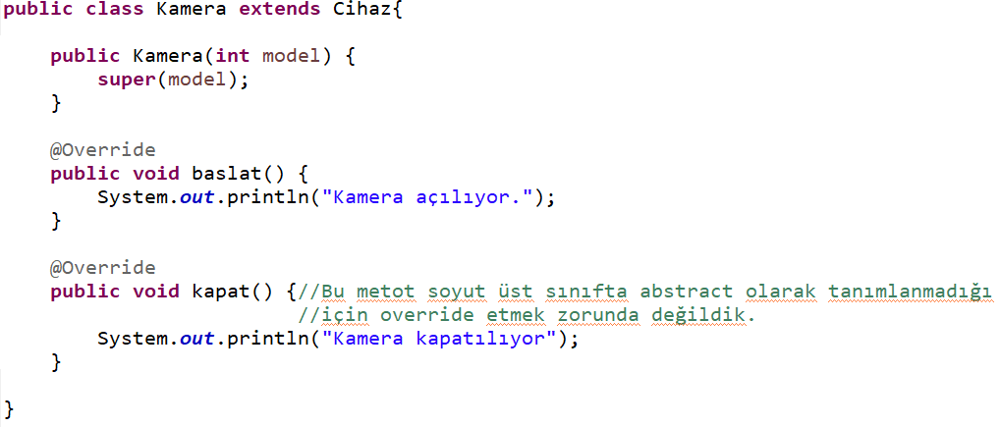 public class Kamera extends Cihaz{
public Kamera(int model) {
super(model);
}
@Override
public void baslat() {
System.out.println("Kamera açılıyor.");
}
@Override
public void kapat() {//Bu metot soyut üst sınıfta abstract olarak tanımlanmadığı
//için override etmek zorunda değildik.
System.out.println("Kamera kapatılıyor");
}
}